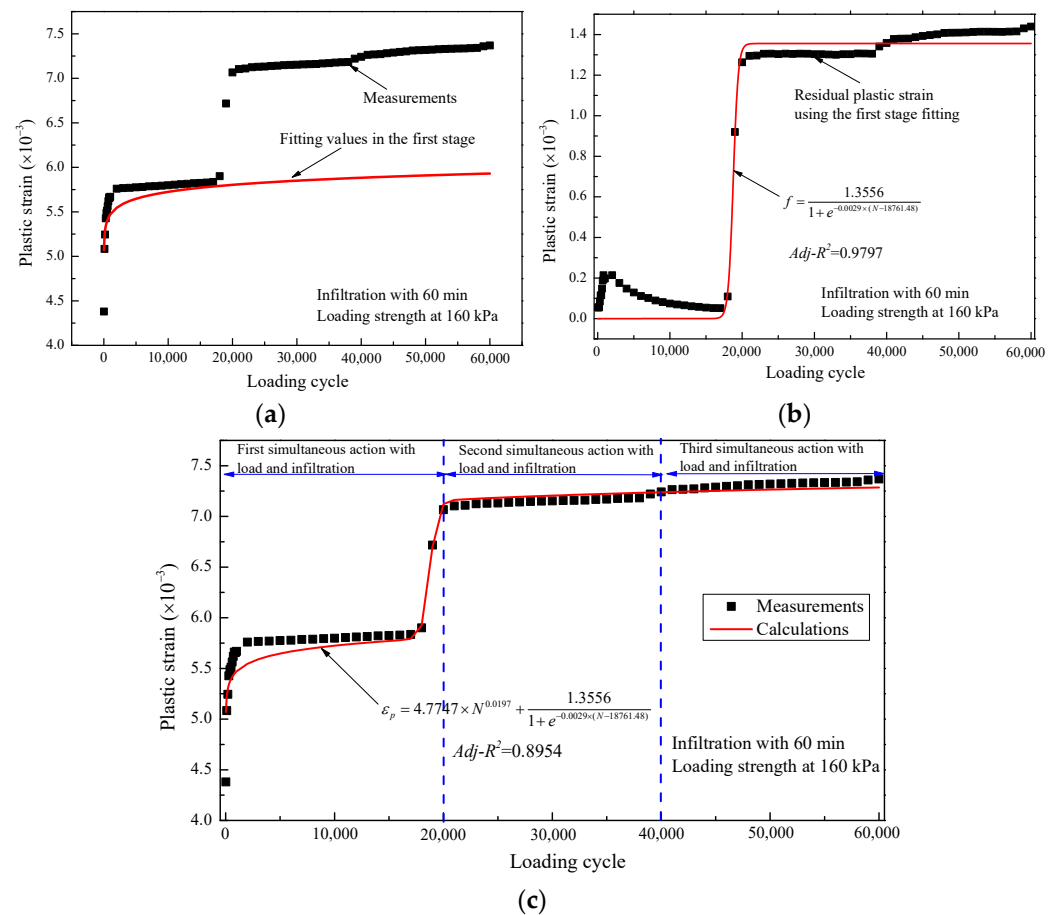 (a)
Plastic strain (×10⁻³)
7.5
7.0
6.5
6.0
5.5
5.0
4.5
4.0
Measurements
Fitting values in the first stage
Infiltration with 60 min
Loading strength at 160 kPa
0
10,000
20,000
30,000
40,000
50,000
60,000
Loading cycle
(b)
Plastic strain (×10⁻³)
1.4
1.2
1.0
0.8
0.6
0.4
0.2
0.0
Residual plastic strain
using the first stage fitting
f = 1.3556 / (1 + e^{-0.0029×(N-18761.48)})
Adj-R²=0.9797
Infiltration with 60 min
Loading strength at 160 kPa
0
10,000
20,000
30,000
40,000
50,000
60,000
Loading cycle
(c)
First simultaneous action with
load and infiltration
Second simultaneous action with
load and infiltration
Third simultaneous action with
load and infiltration
Plastic strain (×10⁻³)
7.5
7.0
6.5
6.0
5.5
5.0
4.5
4.0
Measurements
Calculations
ε_p = 4.7747 × N^{0.0197} + 1.3556 / (1 + e^{-0.0029×(N-18761.48)})
Adj-R²=0.8954
Infiltration with 60 min
Loading strength at 160 kPa
0
10,000
20,000
30,000
40,000
50,000
60,000
Loading cycle